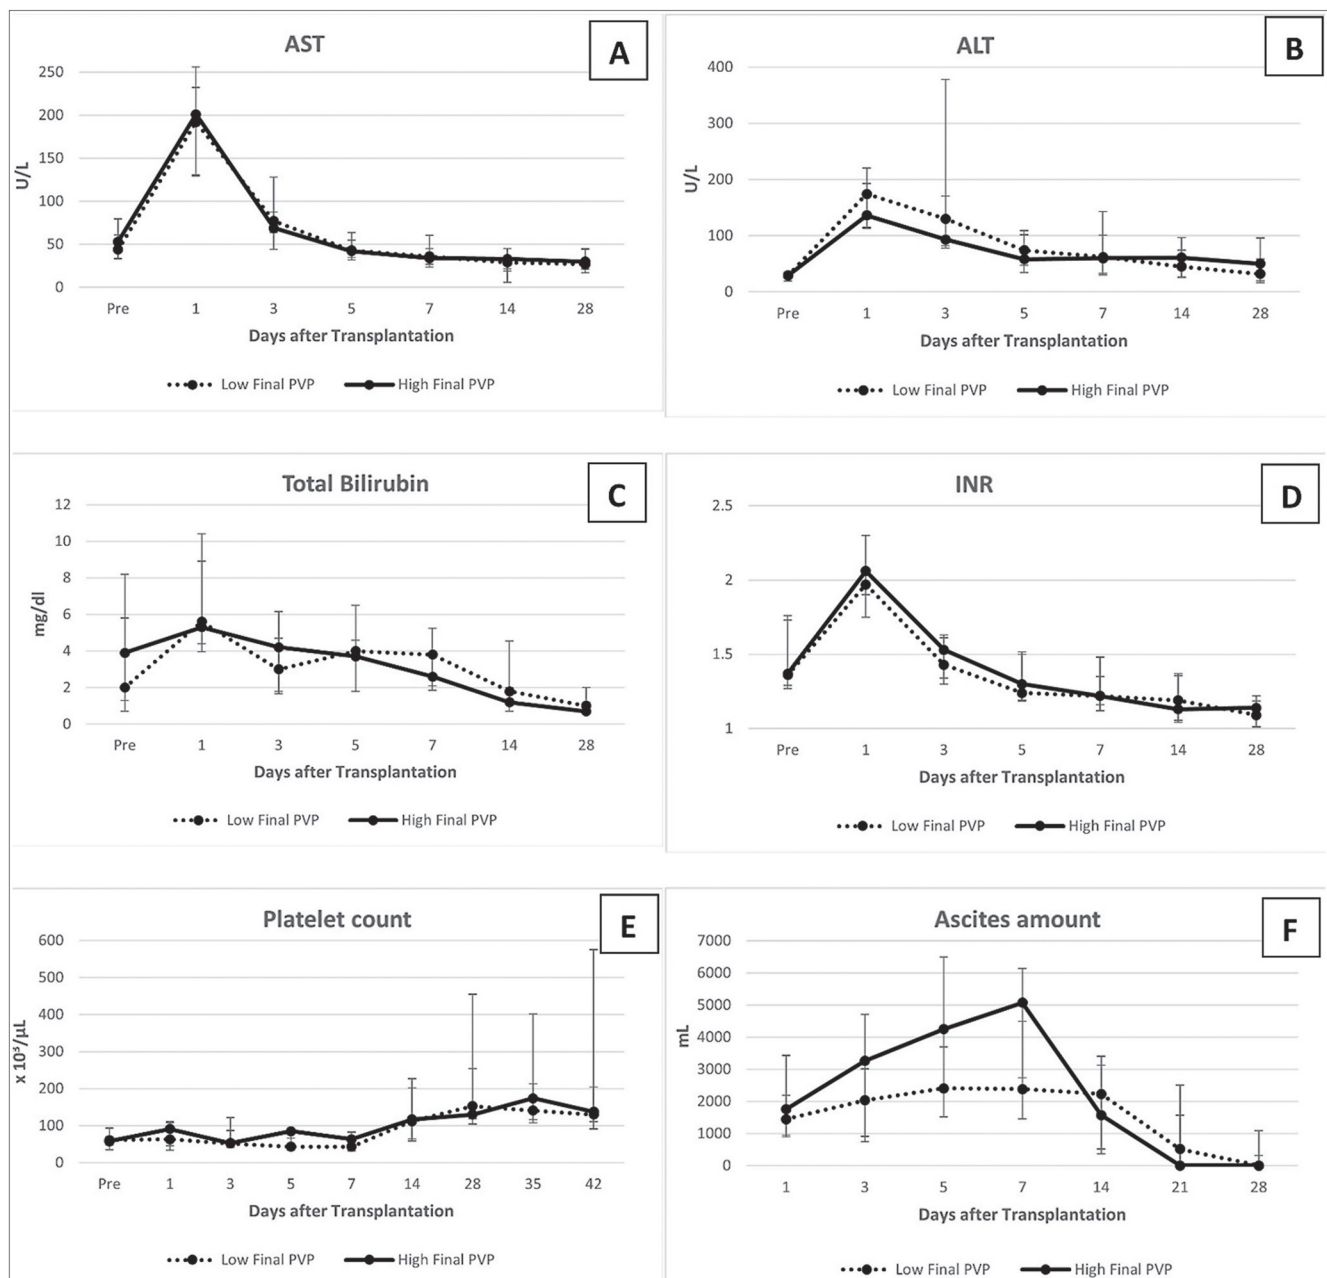 AST
A
250
200
150
100
50
0
U/L
Pre 1 3 5 7 14 28
Days after Transplantation
Low Final PVP High Final PVP
ALT
B
400
300
200
100
0
U/L
Pre 1 3 5 7 14 28
Days after Transplantation
Low Final PVP High Final PVP
Total Bilirubin
C
12
10
8
6
4
2
0
mg/dl
Pre 1 3 5 7 14 28
Days after Transplantation
Low Final PVP High Final PVP
INR
D
2.5
2
1.5
1
Pre 1 3 5 7 14 28
Days after Transplantation
Low Final PVP High Final PVP
Platelet count
E
600
500
400
300
200
100
0
x 10³/µL
Pre 1 3 5 7 14 28 35 42
Days after Transplantation
Low Final PVP High Final PVP
Ascites amount
F
7000
6000
5000
4000
3000
2000
1000
0
mL
1 3 5 7 14 21 28
Days after Transplantation
Low Final PVP High Final PVP